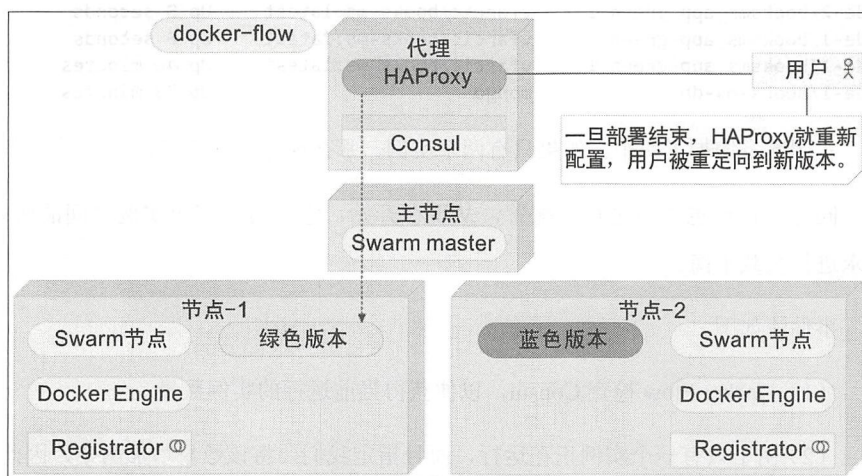 docker-flow
代理
HAProxy
用户
Consul
一旦部署结束，HAProxy就重新
配置，用户被重定向到新版本。
主节点
Swarm master
节点-1
节点-2
Swarm节点
绿色版本
蓝色版本
Swarm节点
Docker Engine
Docker Engine
Registrator
Registrator